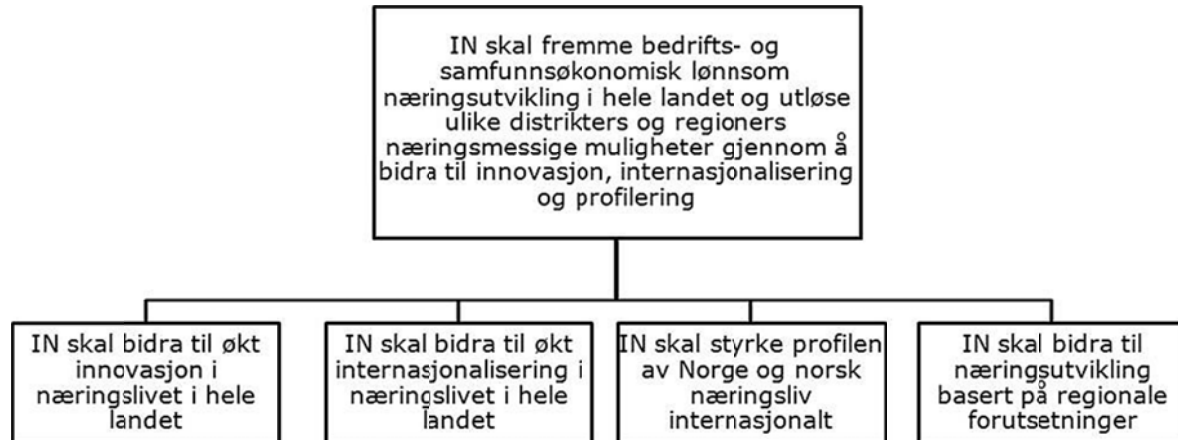 IN skal fremme bedrifts- og
samfunnsøkonomisk lønnsom
næringsutvikling i hele landet og utløse
ulike distrikters og regioners
næringsmessige muligheter gjennom å
bidra til innovasjon, internasjonalisering
og profilering
IN skal bidra til økt
innovasjon i
næringslivet i hele
landet
IN skal bidra til økt
internasjonalisering i
næringslivet i hele
landet
IN skal styrke profilen
av Norge og norsk
næringsliv
internasjonalt
IN skal bidra til
næringsutvikling
basert på regionale
forutsetninger